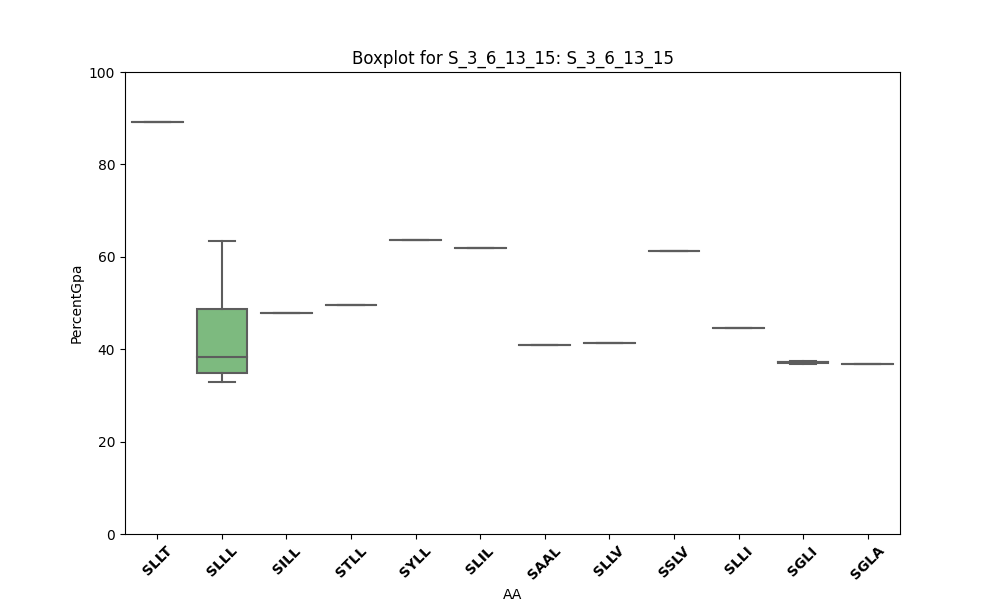 Boxplot for S_3_6_13_15: S_3_6_13_15
100
80
60
40
20
0
PercentGpa
SLLT
SLLL
SILL
STLL
SYLL
SLIL
SAAL
SLLV
SSLV
SLLI
SGLI
SGLA
AA